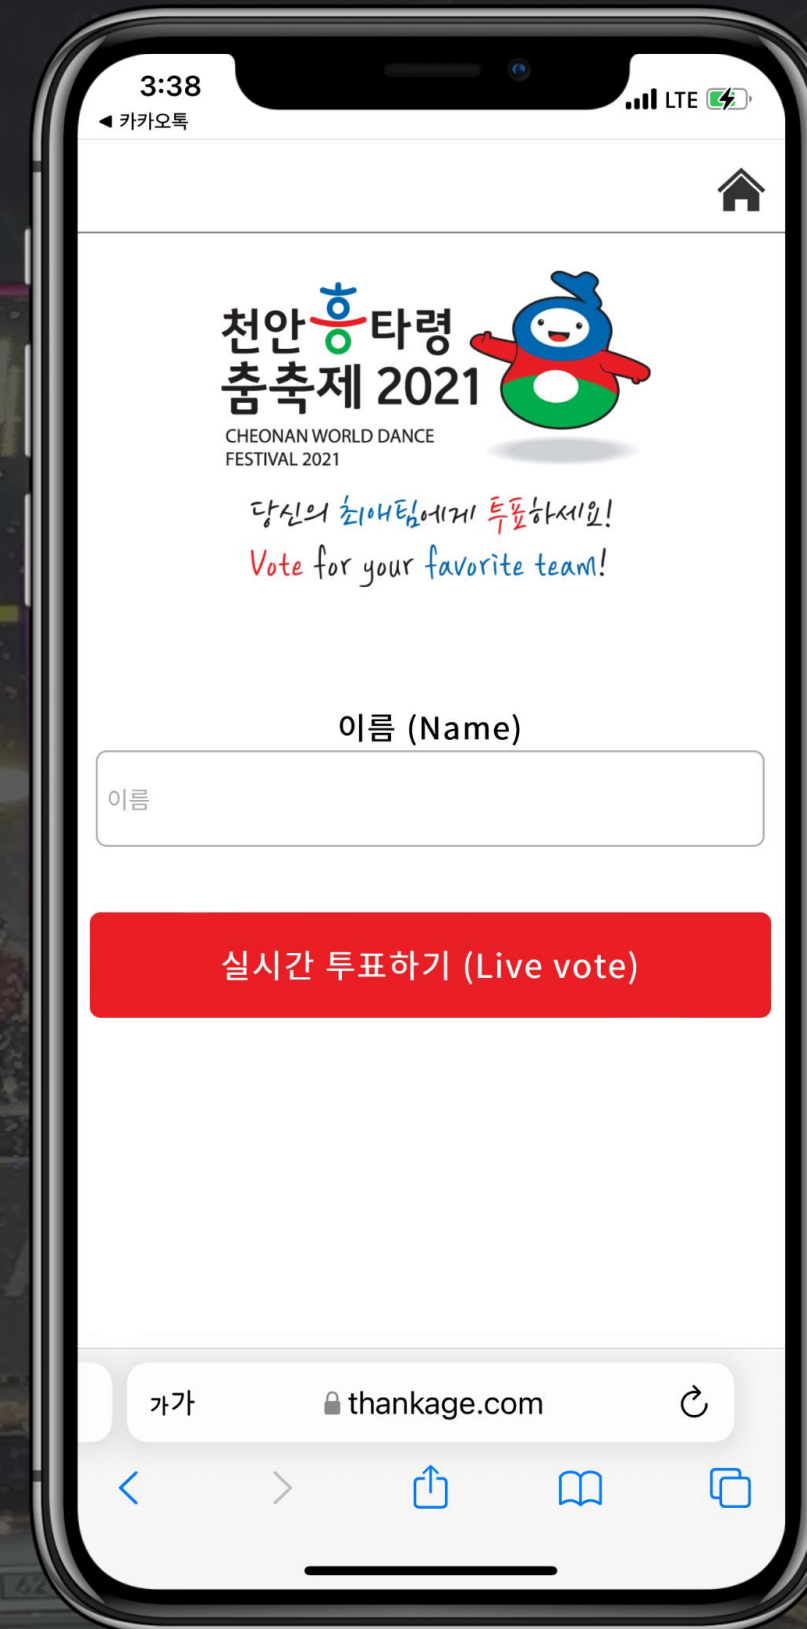 3:38
LTE
◀ 카카오톡
천안흥타령
춤축제 2021
CHEONAN WORLD DANCE
FESTIVAL 2021
당신의 최애팀에게 투표하세요!
Vote for your favorite team!
이름 (Name)
이름
실시간 투표하기 (Live vote)
가가 thankage.com
62